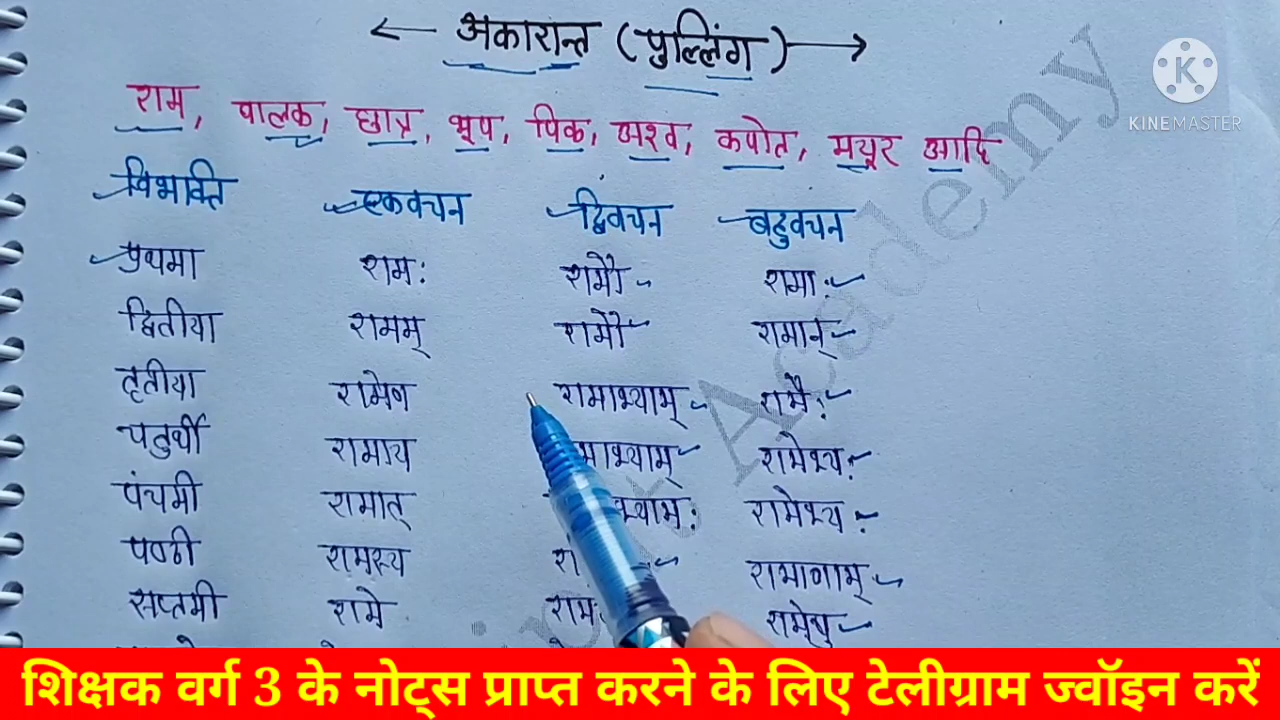 ← अकारान्त (पुल्लिंग) →
राम, बालक, छात्र, भूप, पिक, अश्व, कपोत, मयूर आदि
विभक्ति एकवचन द्विवचन बहुवचन
प्रथमा रामः रामौ रामाः
द्वितीया रामम् रामौ रामान्
तृतीया रामेण रामाभ्याम् रामैः
चतुर्थी रामाय माभ्याम् रामेभ्यः
पंचमी रामात् भ्याम्: रामेभ्यः
षष्ठी रामस्य रा रामाणाम्
सप्तमी रामे राम रामेषु
Academy
KINEMASTER
शिक्षक वर्ग 3 के नोट्स प्राप्त करने के लिए टेलीग्राम ज्वॉइन करें